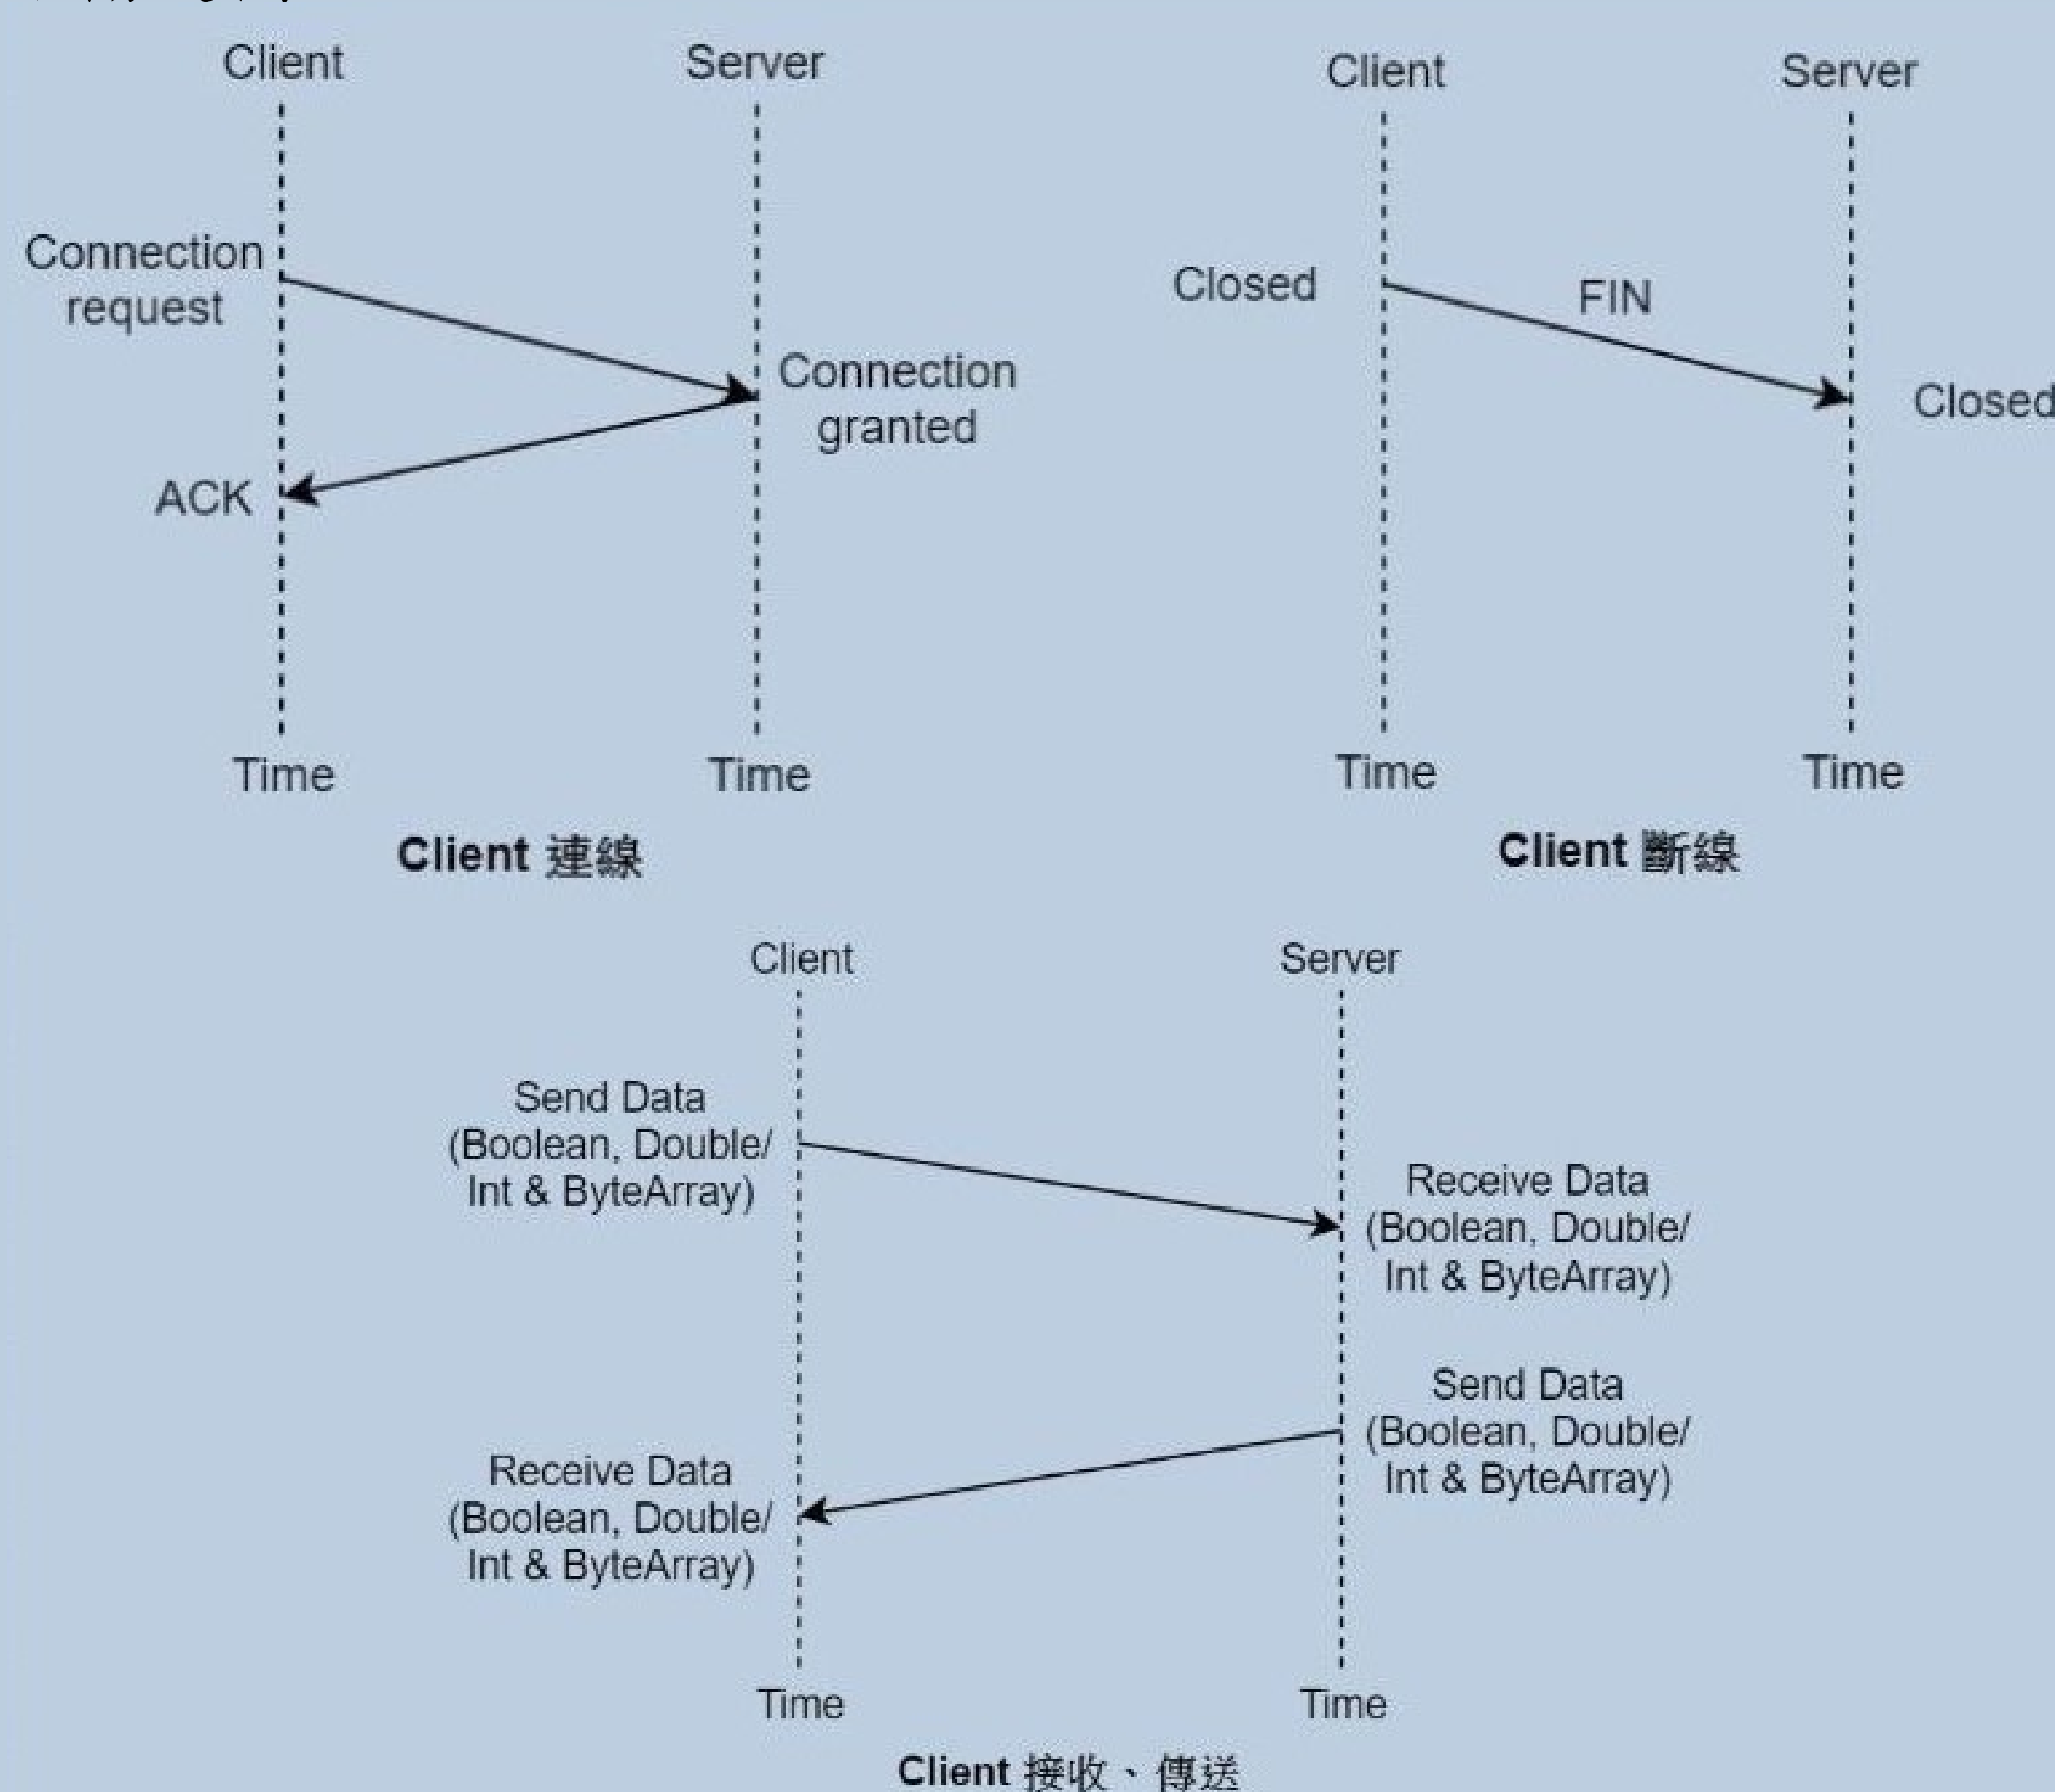 Client
Server
Connection
request
Connection
granted
ACK
Time
Time
Client 連線
Client
Server
Closed
FIN
Closed
Time
Time
Client 斷線
Client
Server
Send Data
(Boolean, Double/
Int & ByteArray)
Receive Data
(Boolean, Double/
Int & ByteArray)
Send Data
(Boolean, Double/
Int & ByteArray)
Receive Data
(Boolean, Double/
Int & ByteArray)
Time
Time
Client 接收、傳送